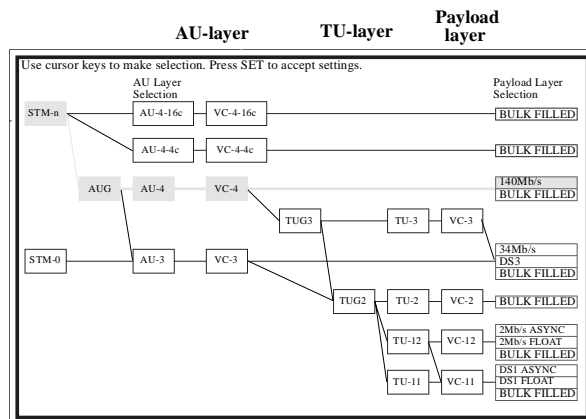 AU-layer TU-layer Payload layer
Use cursor keys to make selection. Press SET to accept settings.
AU Layer Selection
Payload Layer Selection
STM-n AU-4-16c VC-4-16c BULK FILLED
AU-4-4c VC-4-4c BULK FILLED
AUG AU-4 VC-4 140Mb/s
BULK FILLED
TUG3 TU-3 VC-3
34Mb/s
STM-0 AU-3 VC-3 DS3
BULK FILLED
TUG2 TU-2 VC-2 BULK FILLED
2Mb/s ASYNC
TU-12 VC-12 2Mb/s FLOAT
BULK FILLED
DS1 ASYNC
TU-11 VC-11 DS1 FLOAT
BULK FILLED